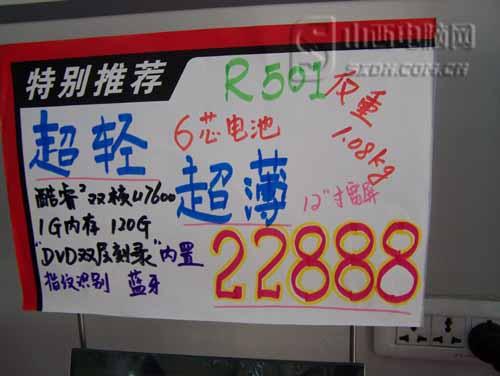 山西电脑网
SXDN.COM.CN
特别推荐
R501
仅重
1.08kg
6芯电池
超轻
超薄
12"寸宽屏
酷睿2双核U7600
1G内存 120G
"DVD双层刻录"内置
指纹识别 蓝牙
22888